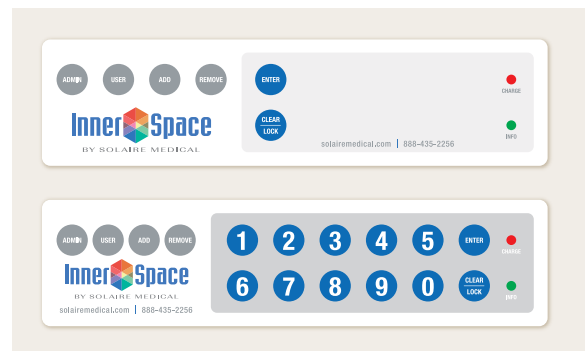 ADMIN USER ADD REMOVE ENTER
CHARGE
InnerSpace
CLEAR
LOCK
INFO
BY SOLAIRE MEDICAL
solairemedical.com | 888-435-2256
ADMIN USER ADD REMOVE 1 2 3 4 5 ENTER
CHARGE
InnerSpace
6 7 8 9 0 CLEAR
LOCK
INFO
BY SOLAIRE MEDICAL
solairemedical.com | 888-435-2256